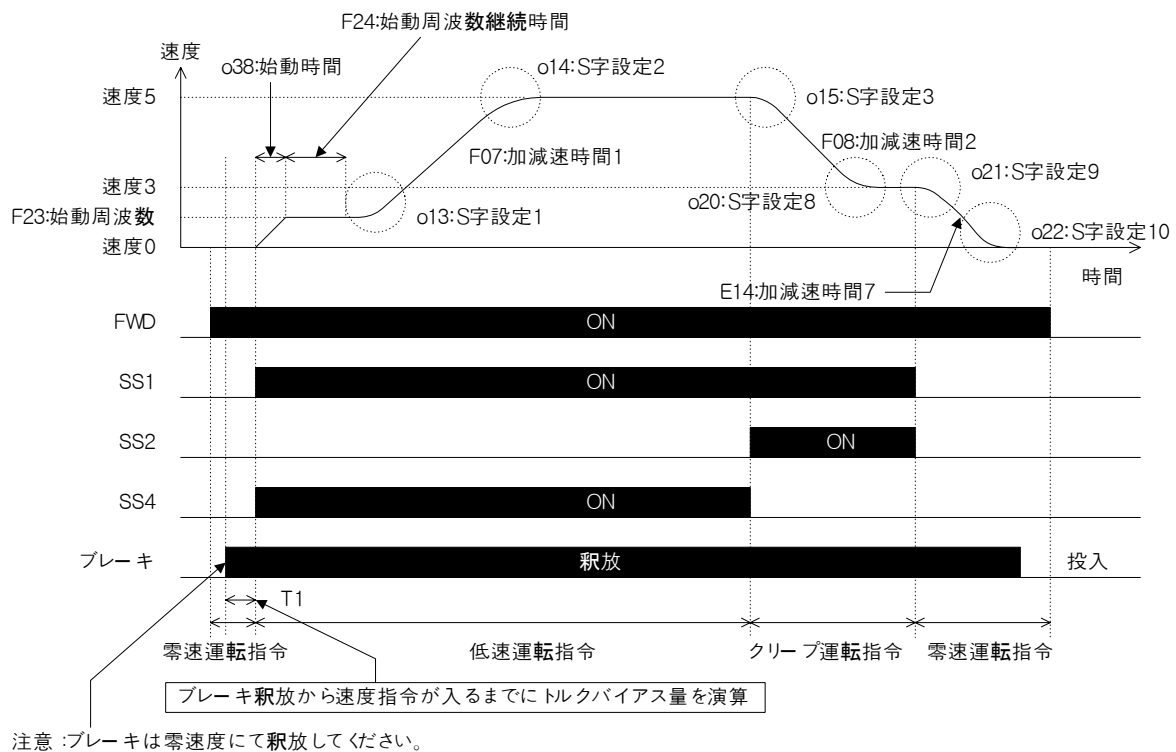 F24:始動周波数継続時間
速度
o38:始動時間
o14:S字設定2
速度5
o15:S字設定3
F07:加減速時間1
F08:加減速時間2
速度3
o21:S字設定9
o20:S字設定8
F23:始動周波数
o13:S字設定1
速度0
o22:S字設定10
時間
E14:加減速時間7
FWD
ON
SS1
ON
SS2
ON
SS4
ON
ブレーキ
釈放
投入
T1
零速運転指令
低速運転指令
クリープ運転指令
零速運転指令
ブレーキ釈放から速度指令が入るまでにトルクバイアス量を演算
注意:ブレーキは零速度にて釈放してください。